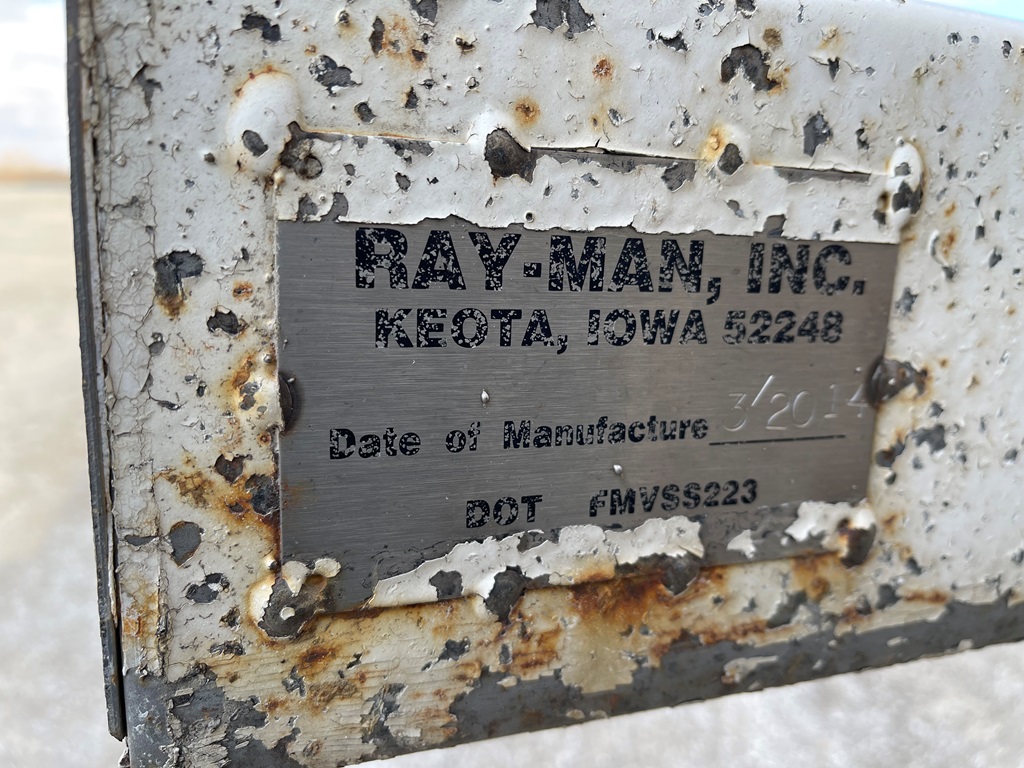 RAY-MAN, INC.
KEOTA, IOWA 52248
Date of Manufacture 3/2014
DOT FMVSS223